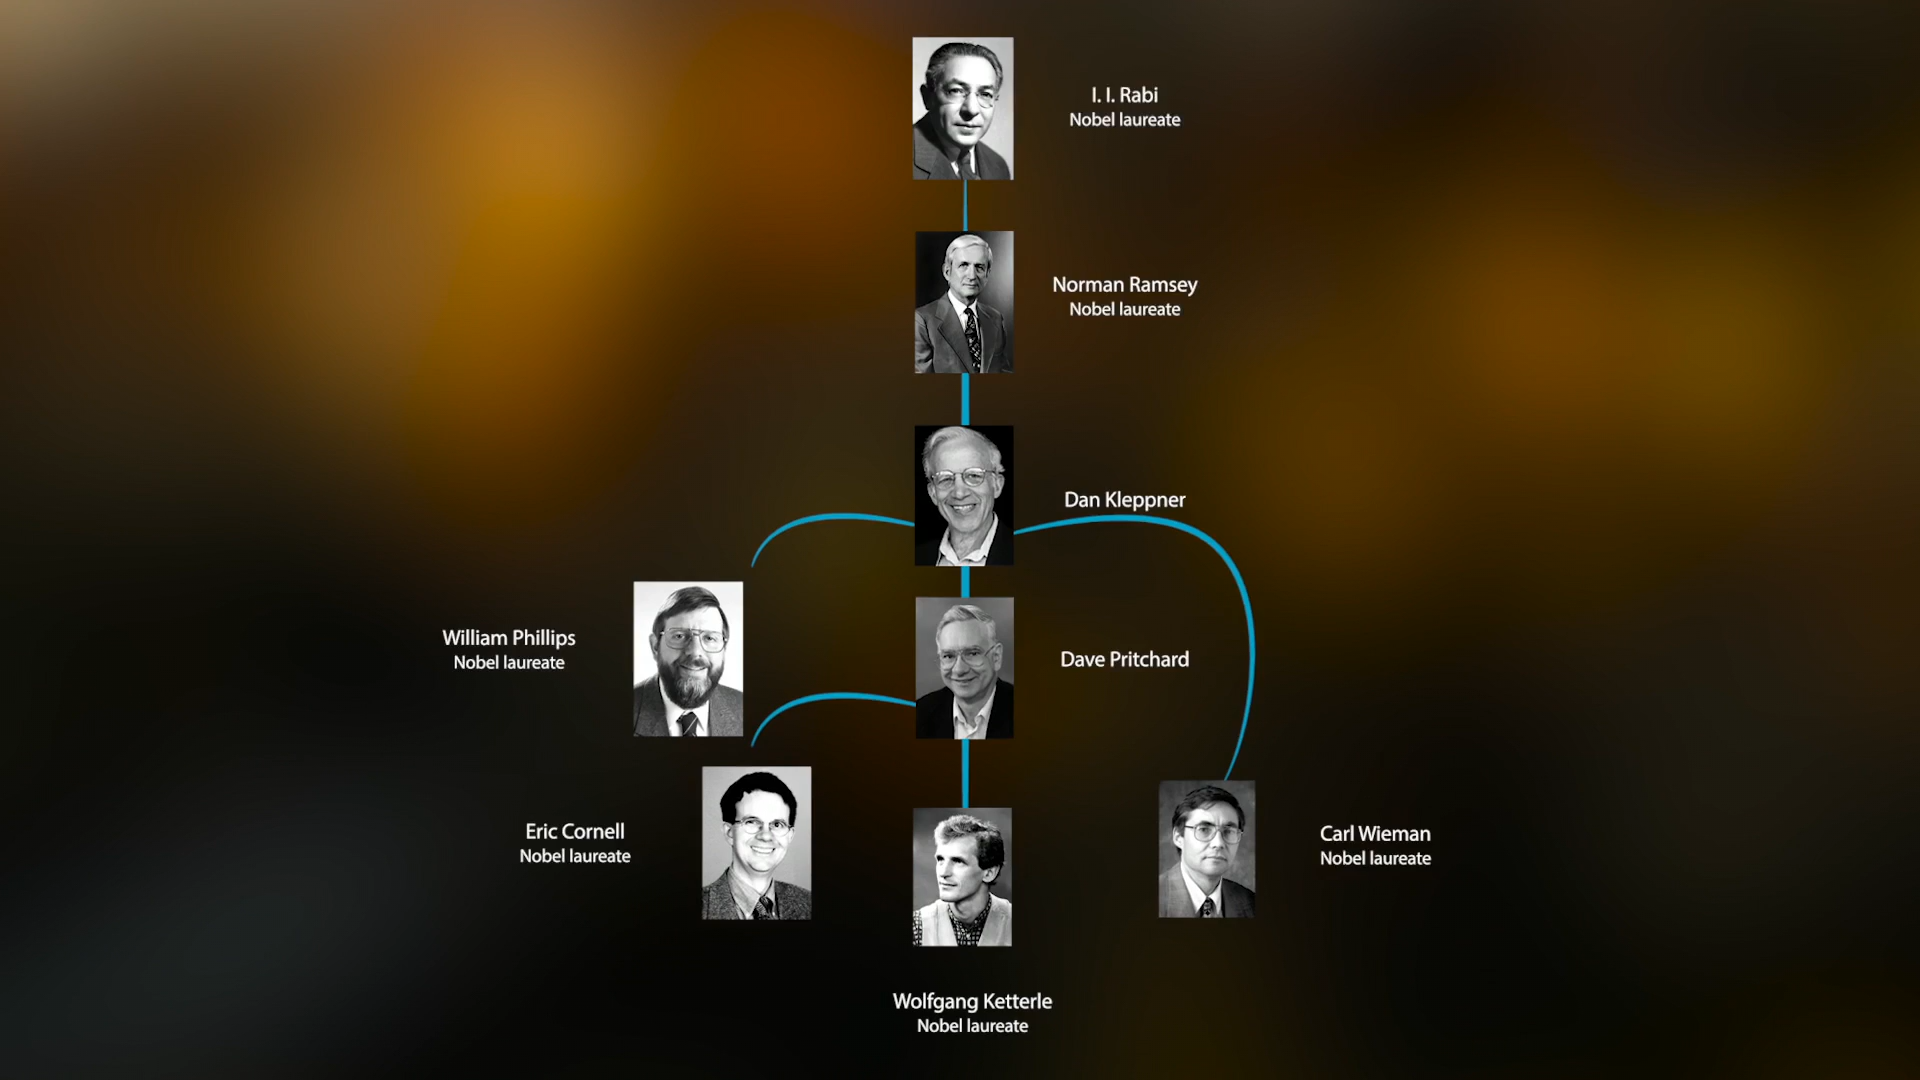 I. I. Rabi
Nobel laureate
Norman Ramsey
Nobel laureate
Dan Kleppner
William Phillips
Nobel laureate
Dave Pritchard
Eric Cornell
Nobel laureate
Carl Wieman
Nobel laureate
Wolfgang Ketterle
Nobel laureate